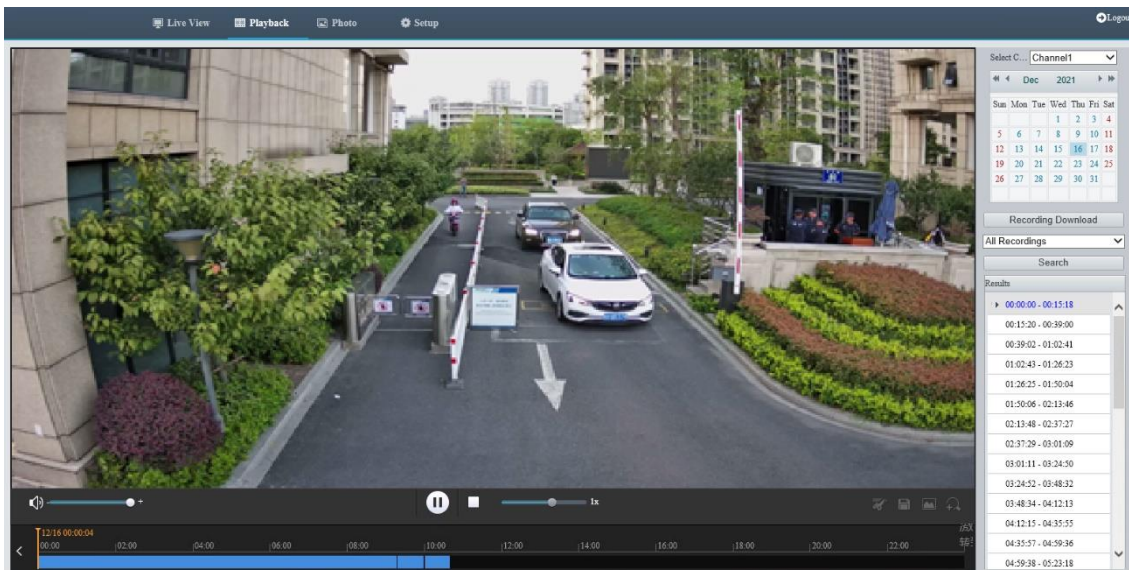 Live View Playback Photo Setup Logou
Select C... Channel1
Dec 2021
Sun Mon Tue Wed Thu Fri Sat
1 2 3 4
5 6 7 8 9 10 11
12 13 14 15 16 17 18
19 20 21 22 23 24 25
26 27 28 29 30 31
Recording Download
All Recordings
Search
Results
00:00:00 - 00:15:18
00:15:20 - 00:39:00
00:39:02 - 01:02:41
01:02:43 - 01:26:23
01:26:25 - 01:50:04
01:50:06 - 02:13:46
02:13:48 - 02:37:27
02:37:29 - 03:01:09
03:01:11 - 03:24:50
03:24:52 - 03:48:32
03:48:34 - 04:12:13
04:12:15 - 04:35:55
04:35:57 - 04:59:36
04:59:38 - 05:23:18
1x
12/16 00:00:04
00:00 02:00 04:00 06:00 08:00 10:00 12:00 14:00 16:00 18:00 20:00 22:00